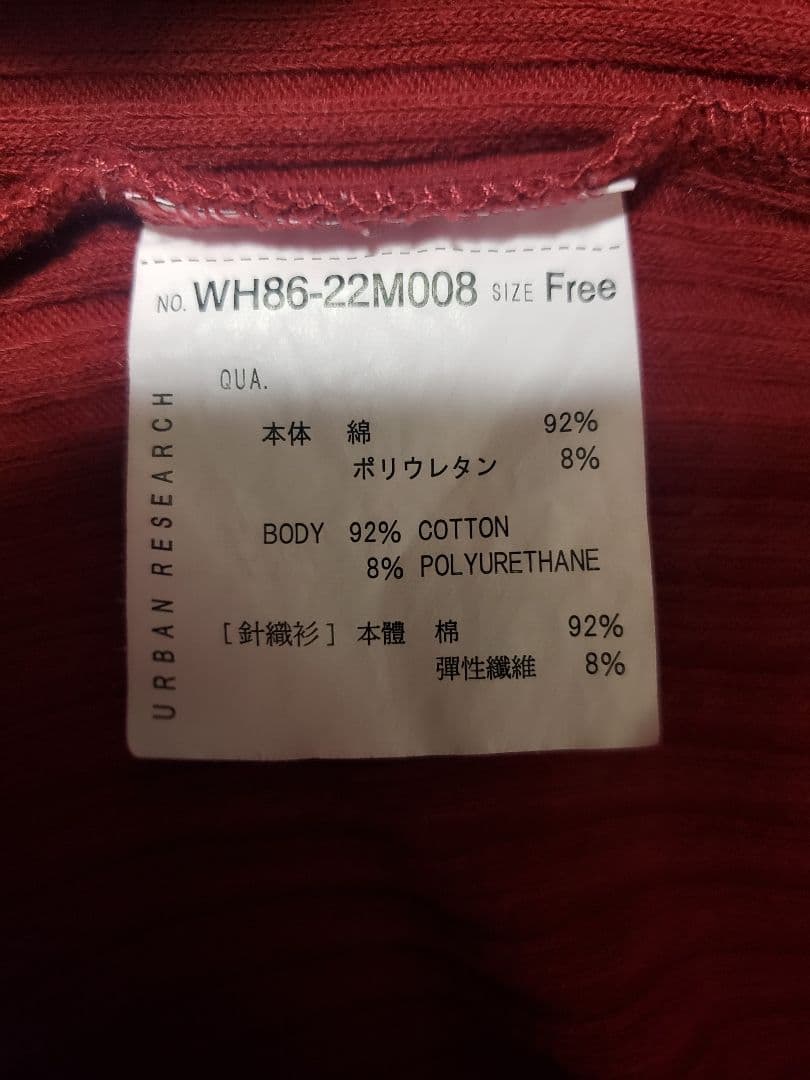 NO. WH86-22M008 SIZE Free
QUA.
本体 綿 92%
ポリウレタン 8%
BODY 92% COTTON
8% POLYURETHANE
[針織衫] 本體 棉 92%
彈性纖維 8%
URBAN RESEARCH